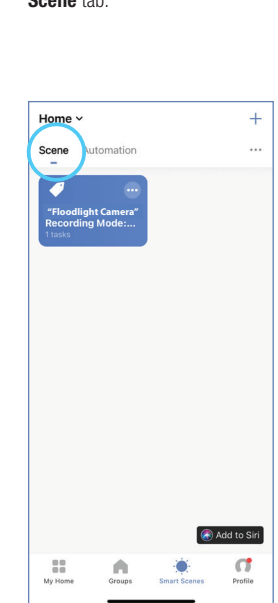 Scene tab.
Home
Scene Automation
"Floodlight Camera"
Recording Mode:...
1 tasks
Add to Siri
My Home Groups Smart Scenes Profile